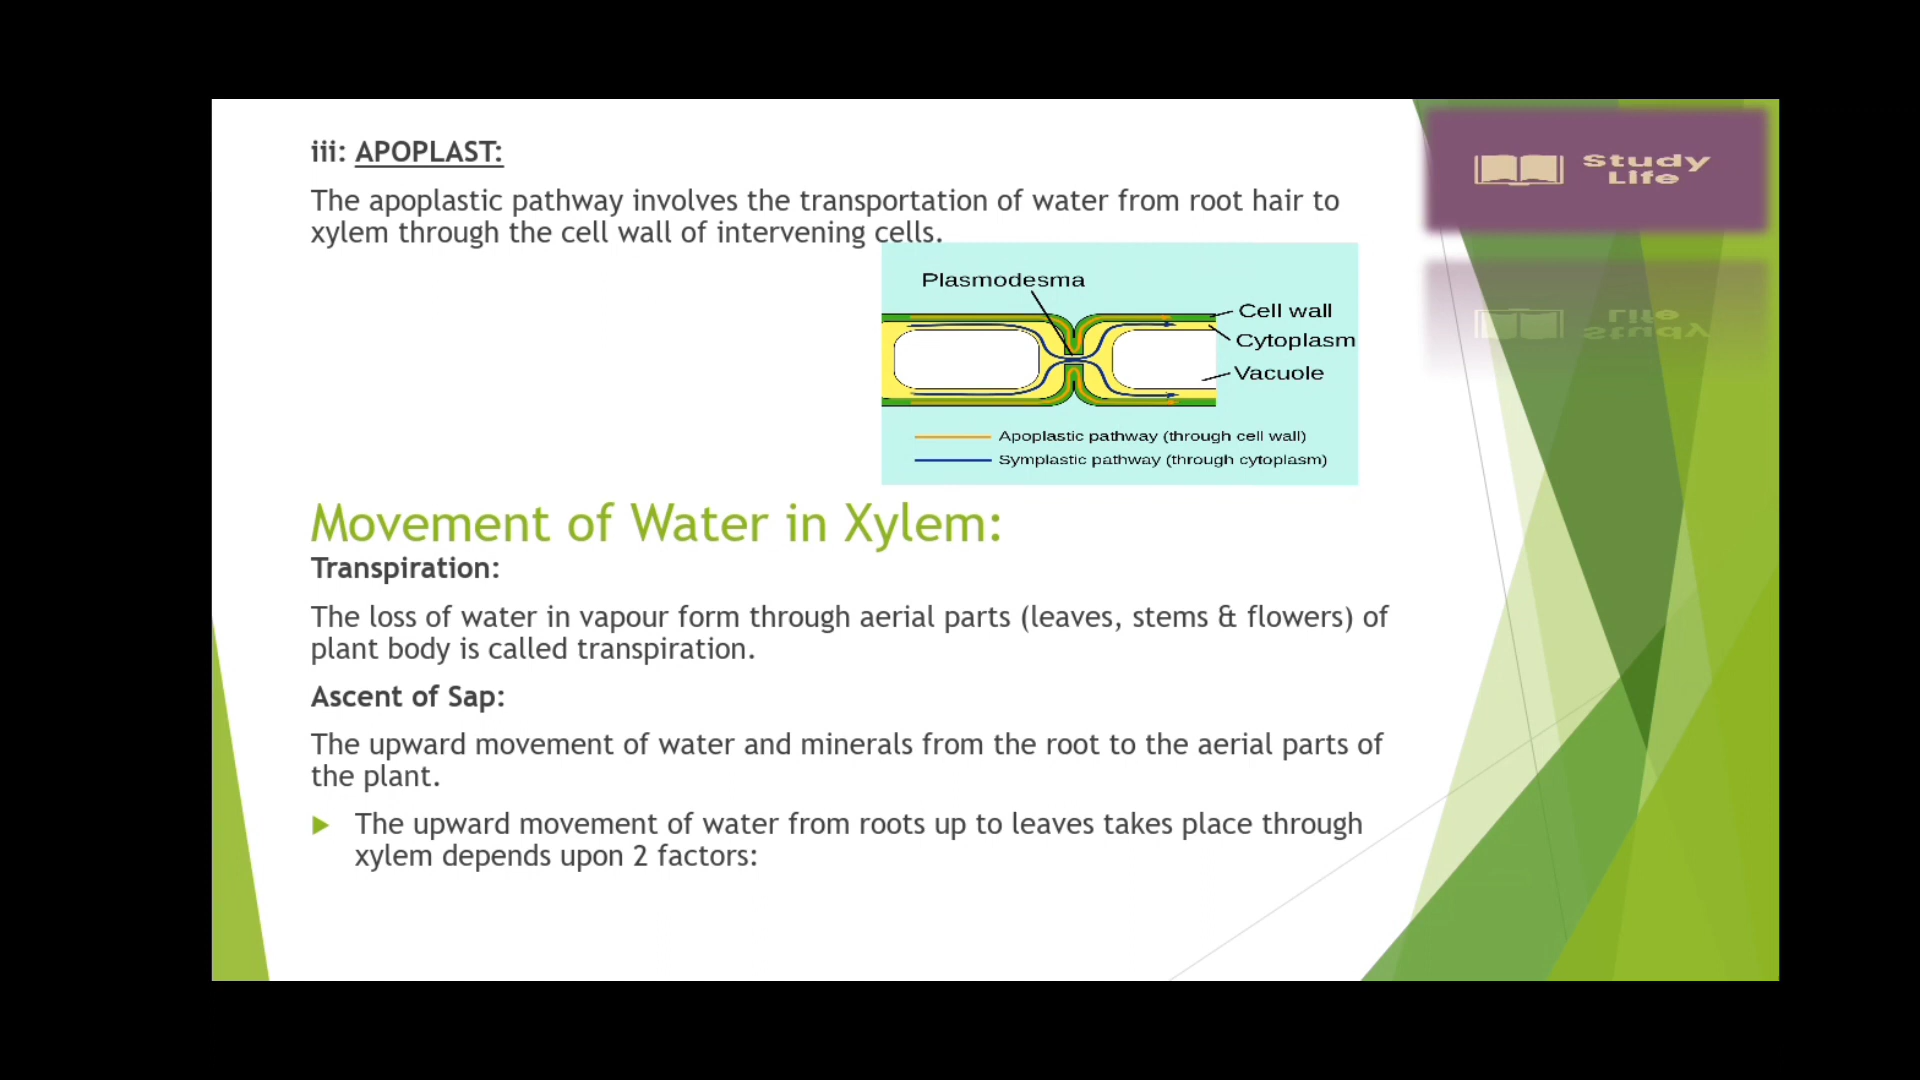 iii: APOPLAST:
Study
Life
The apoplastic pathway involves the transportation of water from root hair to
xylem through the cell wall of intervening cells.
Plasmodesma
Cell wall
Cytoplasm
Vacuole
Apoplastic pathway (through cell wall)
Symplastic pathway (through cytoplasm)
Movement of Water in Xylem:
Transpiration:
The loss of water in vapour form through aerial parts (leaves, stems & flowers) of
plant body is called transpiration.
Ascent of Sap:
The upward movement of water and minerals from the root to the aerial parts of
the plant.
The upward movement of water from roots up to leaves takes place through
xylem depends upon 2 factors: